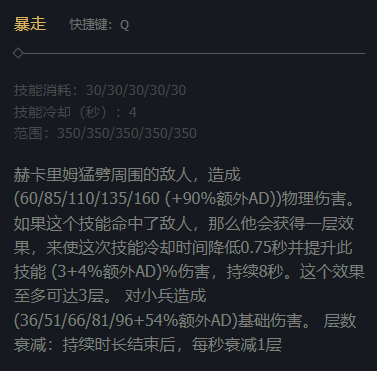 暴走 快捷键：Q
技能消耗：30/30/30/30/30
技能冷却（秒）：4
范围：350/350/350/350/350
赫卡里姆猛劈周围的敌人，造成
(60/85/110/135/160 (+90%额外AD))物理伤害。
如果这个技能命中了敌人，那么他会获得一层效
果，来使这次技能冷却时间降低0.75秒并提升此
技能 (3+4%额外AD)%伤害，持续8秒。这个效果
至多可达3层。 对小兵造成
(36/51/66/81/96+54%额外AD)基础伤害。 层数
衰减：持续时长结束后，每秒衰减1层